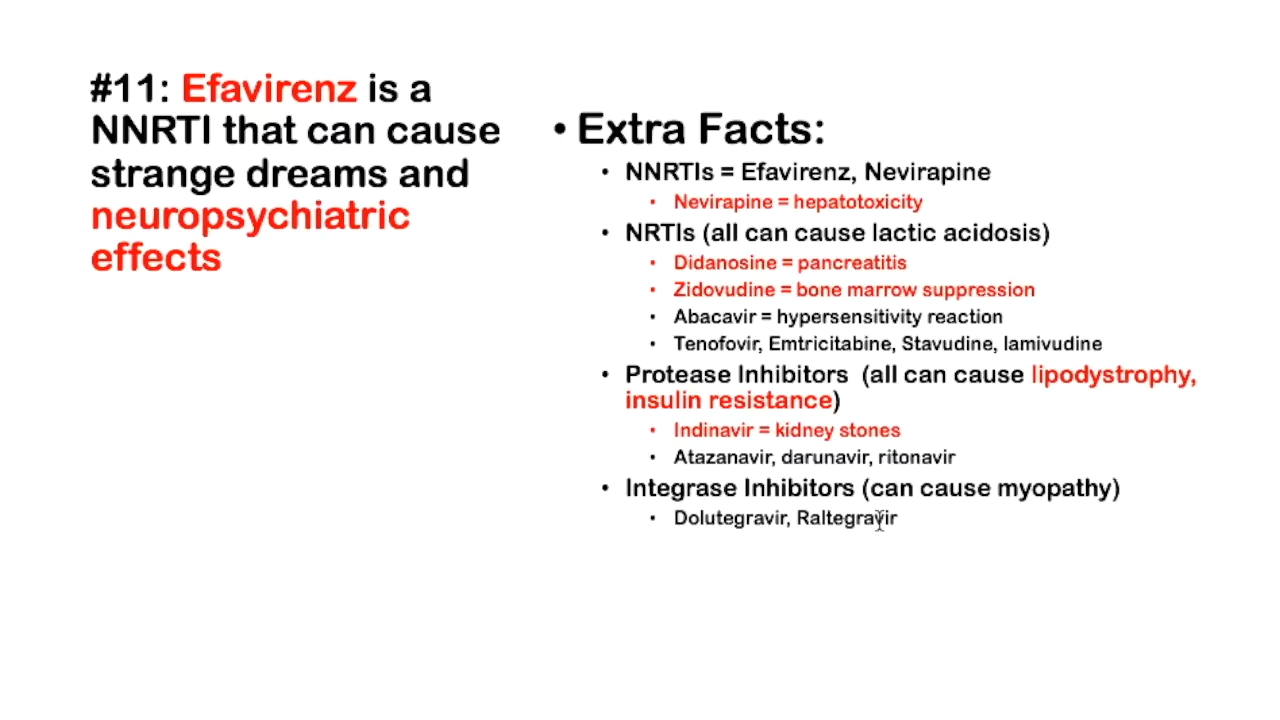 #11: Efavirenz is a
NNRTI that can cause
strange dreams and
neuropsychiatric
effects
• Extra Facts:
• NNRTIs = Efavirenz, Nevirapine
• Nevirapine = hepatotoxicity
• NRTIs (all can cause lactic acidosis)
• Didanosine = pancreatitis
• Zidovudine = bone marrow suppression
• Abacavir = hypersensitivity reaction
• Tenofovir, Emtricitabine, Stavudine, lamivudine
• Protease Inhibitors (all can cause lipodystrophy,
insulin resistance)
• Indinavir = kidney stones
• Atazanavir, darunavir, ritonavir
• Integrase Inhibitors (can cause myopathy)
• Dolutegravir, Raltegravir